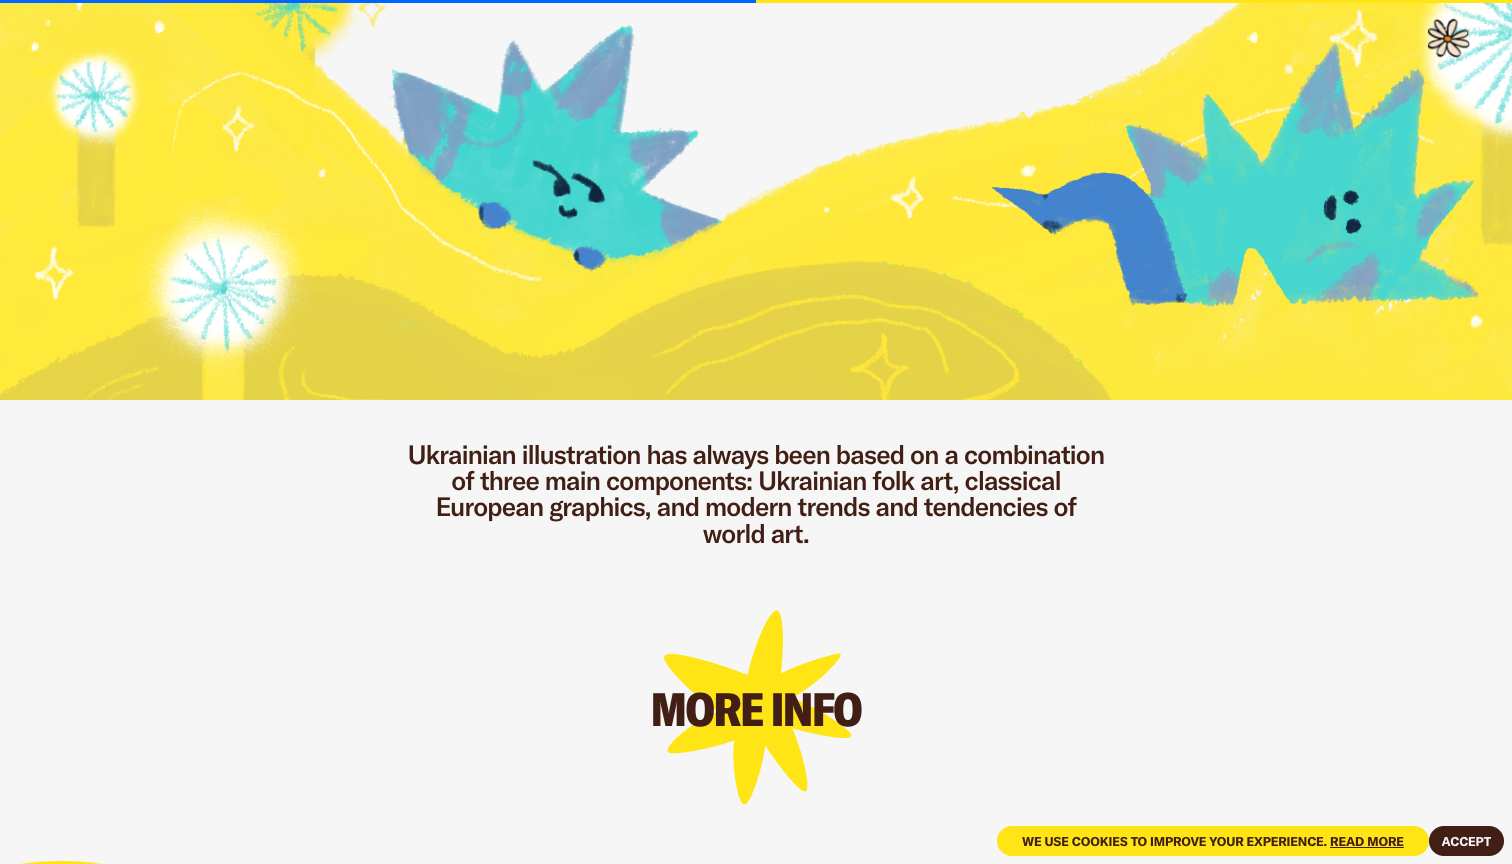 Ukrainian illustration has always been based on a combination
of three main components: Ukrainian folk art, classical
European graphics, and modern trends and tendencies of
world art.
MORE INFO
WE USE COOKIES TO IMPROVE YOUR EXPERIENCE. READ MORE
ACCEPT